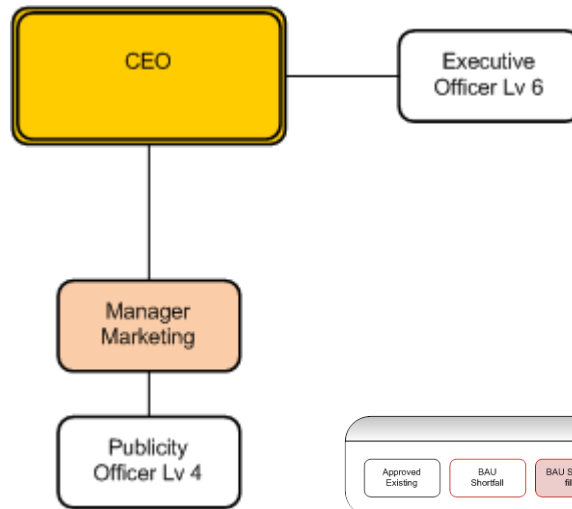 CEO
Executive
Officer Lv 6
Manager
Marketing
Publicity
Officer Lv 4
Approved
Existing
BAU
Shortfall
BAU